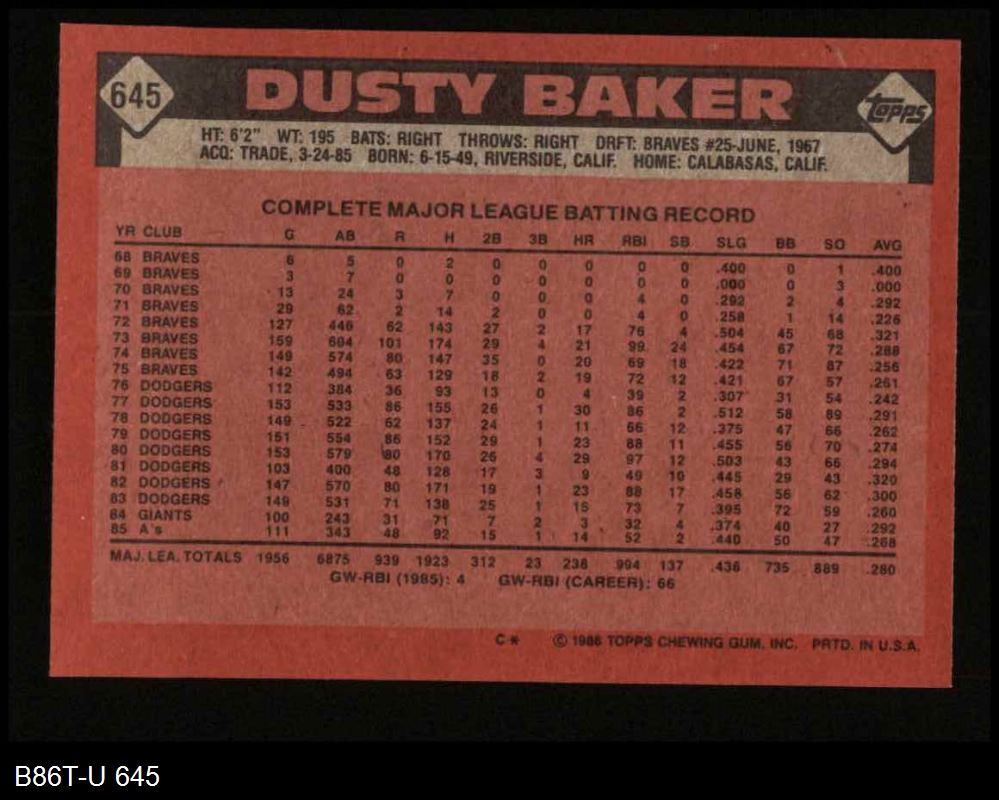 645 DUSTY BAKER topps
HT: 6'2" WT: 195 BATS: RIGHT THROWS: RIGHT DRFT: BRAVES #25-JUNE, 1967
ACQ: TRADE, 3-24-85 BORN: 6-15-49, RIVERSIDE, CALIF. HOME: CALABASAS, CALIF.
COMPLETE MAJOR LEAGUE BATTING RECORD
YR CLUB G AB R H 2B 3B HR RBI SB SLG BB SO AVG
68 BRAVES 6 5 0 2 0 0 0 0 0 .400 0 1 .400
69 BRAVES 3 7 0 0 0 0 0 0 0 .000 0 3 .000
70 BRAVES 13 24 3 7 0 0 0 4 0 .292 2 4 .292
71 BRAVES 29 62 2 14 2 0 0 4 0 .258 1 14 .226
72 BRAVES 127 446 62 143 27 2 17 76 4 .504 45 68 .321
73 BRAVES 159 604 101 174 29 4 21 99 24 .454 67 72 .288
74 BRAVES 149 574 80 147 35 0 20 69 18 .422 71 87 .256
75 BRAVES 142 494 63 129 18 2 19 72 12 .421 67 57 .261
76 DODGERS 112 384 36 93 13 0 4 39 2 .307 31 54 .242
77 DODGERS 153 533 86 155 26 1 30 86 2 .512 58 89 .291
78 DODGERS 149 522 62 137 24 1 11 66 12 .375 47 66 .262
79 DODGERS 151 554 86 152 29 1 23 88 11 .455 56 70 .274
80 DODGERS 153 579 80 170 26 4 29 97 12 .503 43 66 .294
81 DODGERS 103 400 48 128 17 3 9 49 10 .445 29 43 .320
82 DODGERS 147 570 80 171 19 1 23 88 17 .458 56 62 .300
83 DODGERS 149 531 71 138 25 1 15 73 7 .395 72 59 .260
84 GIANTS 100 243 31 71 7 2 3 32 4 .374 40 27 .292
85 A's 111 343 48 92 15 1 14 52 2 .440 50 47 .268
MAJ. LEA. TOTALS 1956 6875 939 1923 312 23 238 994 137 .436 735 889 .280
GW-RBI (1985): 4 GW-RBI (CAREER): 66
C* © 1986 TOPPS CHEWING GUM, INC. PRTD. IN U.S.A.
B86T-U 645